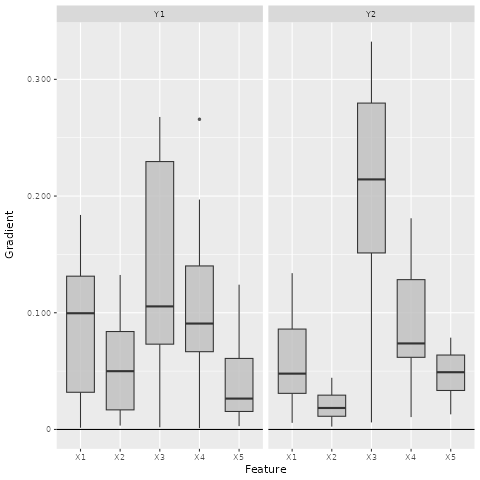 Y1
Y2
Gradient
0.300
0.200
0.100
0
X1 X2 X3 X4 X5
X1 X2 X3 X4 X5
Feature